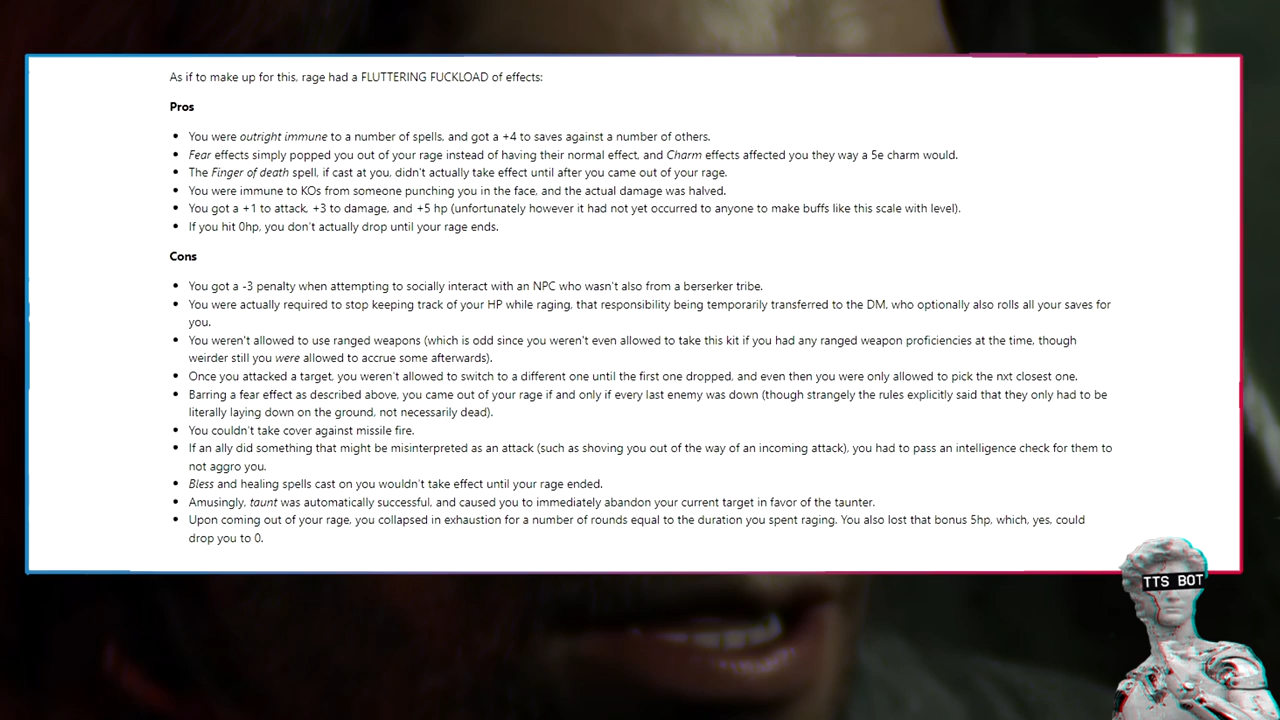 As if to make up for this, rage had a FLUTTERING FUCKLOAD of effects:
Pros
• You were outright immune to a number of spells, and got a +4 to saves against a number of others.
• Fear effects simply popped you out of your rage instead of having their normal effect, and Charm effects affected you they way a 5e charm would.
• The Finger of death spell, if cast at you, didn't actually take effect until after you came out of your rage.
• You were immune to KOs from someone punching you in the face, and the actual damage was halved.
• You got a +1 to attack, +3 to damage, and +5 hp (unfortunately however it had not yet occurred to anyone to make buffs like this scale with level).
• If you hit 0hp, you don't actually drop until your rage ends.
Cons
• You got a -3 penalty when attempting to socially interact with an NPC who wasn't also from a berserker tribe.
• You were actually required to stop keeping track of your HP while raging, that responsibility being temporarily transferred to the DM, who optionally also rolls all your saves for
you.
• You weren't allowed to use ranged weapons (which is odd since you weren't even allowed to take this kit if you had any ranged weapon proficiencies at the time, though
weirder still you were allowed to accrue some afterwards).
• Once you attacked a target, you weren't allowed to switch to a different one until the first one dropped, and even then you were only allowed to pick the nxt closest one.
• Barring a fear effect as described above, you came out of your rage if and only if every last enemy was down (though strangely the rules explicitly said that they only had to be
literally laying down on the ground, not necessarily dead).
• You couldn't take cover against missile fire.
• If an ally did something that might be misinterpreted as an attack (such as shoving you out of the way of an incoming attack), you had to pass an intelligence check for them to
not aggro you.
• Bless and healing spells cast on you wouldn't take effect until your rage ended.
• Amusingly, taunt was automatically successful, and caused you to immediately abandon your current target in favor of the taunter.
• Upon coming out of your rage, you collapsed in exhaustion for a number of rounds equal to the duration you spent raging. You also lost that bonus 5hp, which, yes, could
drop you to 0.
TTS BOT